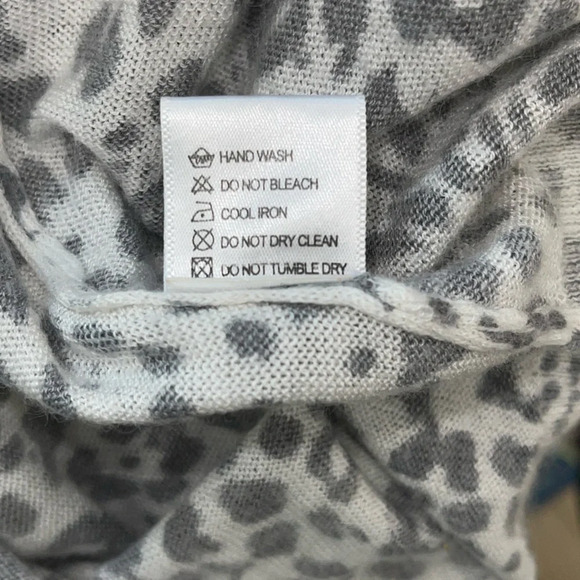 HAND WASH
DO NOT BLEACH
COOL IRON
DO NOT DRY CLEAN
DO NOT TUMBLE DRY